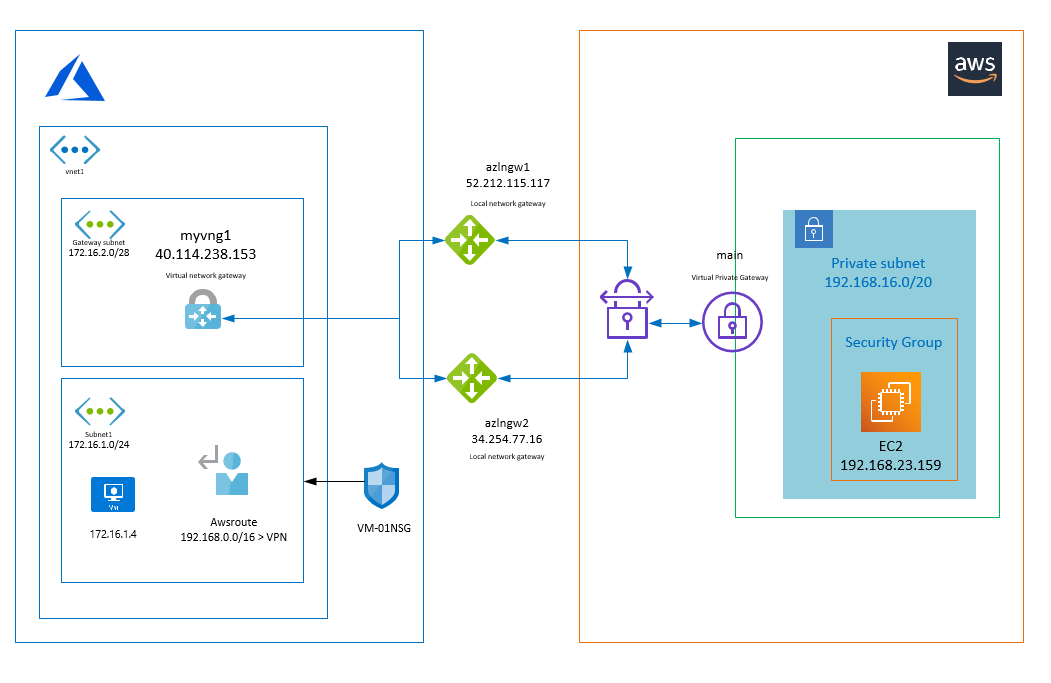 aws
vnet1
Gateway subnet
172.16.2.0/28
myvng1
40.114.238.153
Virtual network gateway
Subnet1
172.16.1.0/24
VM
172.16.1.4
Awsroute
192.168.0.0/16 > VPN
VM-01NSG
azlngw1
52.212.115.117
Local network gateway
azlngw2
34.254.77.16
Local network gateway
main
Virtual Private Gateway
Private subnet
192.168.16.0/20
Security Group
EC2
192.168.23.159